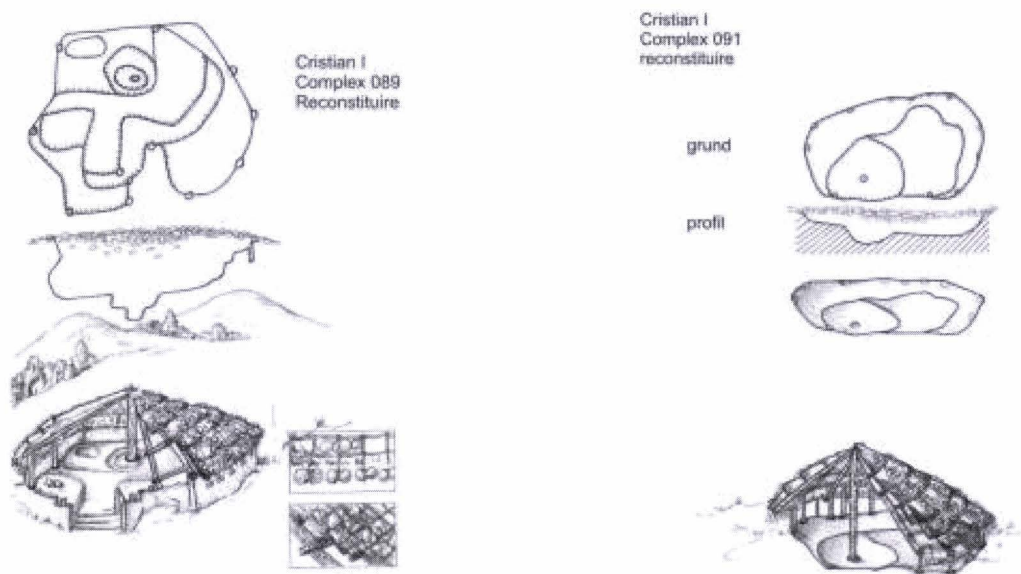 Cristian I
Complex 089
Reconstituire
Cristian I
Complex 091
reconstituire
grund
profil